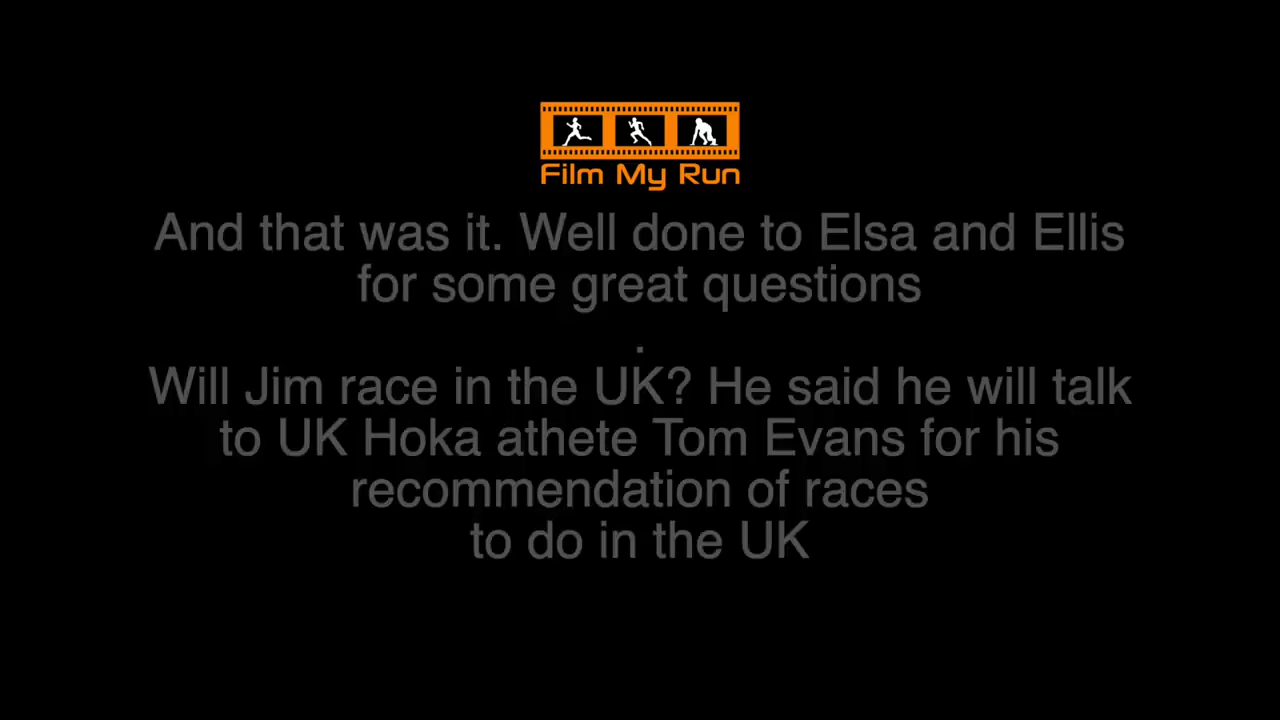 Film My Run
And that was it. Well done to Elsa and Ellis
for some great questions
.
Will Jim race in the UK? He said he will talk
to UK Hoka athete Tom Evans for his
recommendation of races
to do in the UK